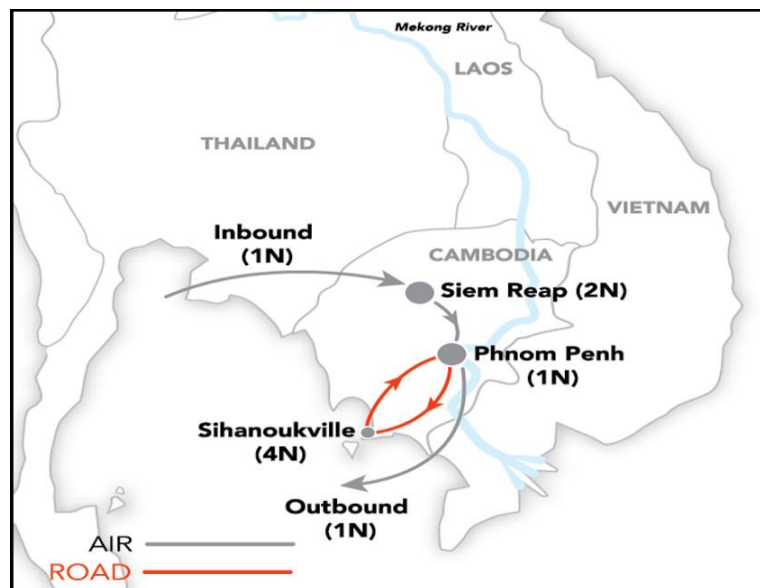 Mekong River
LAOS
THAILAND
VIETNAM
Inbound
(1N)
CAMBODIA
Siem Reap (2N)
Phnom Penh
(1N)
Sihanoukville
(4N)
Outbound
(1N)
AIR
ROAD